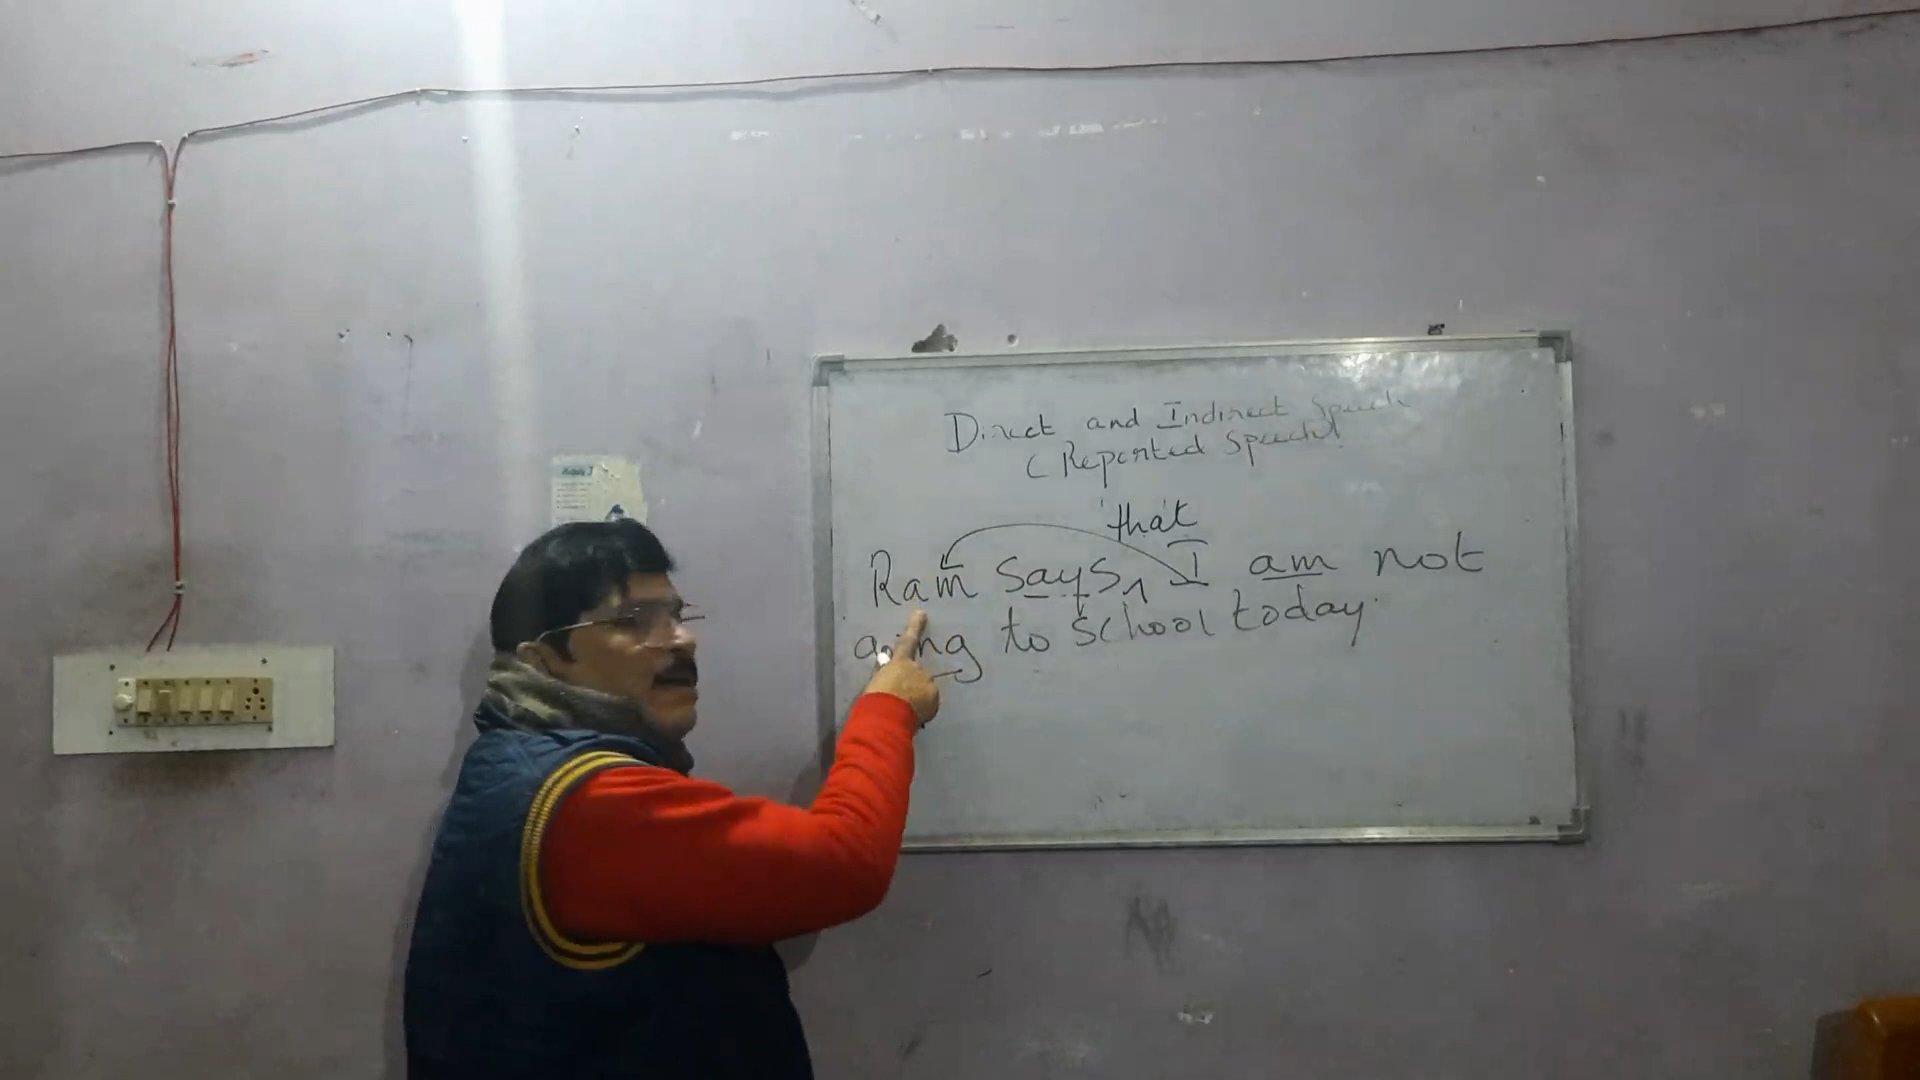 Direct and Indirect Speech
(Reported Speech)
'that'
Ram says, I am not
going to school today.